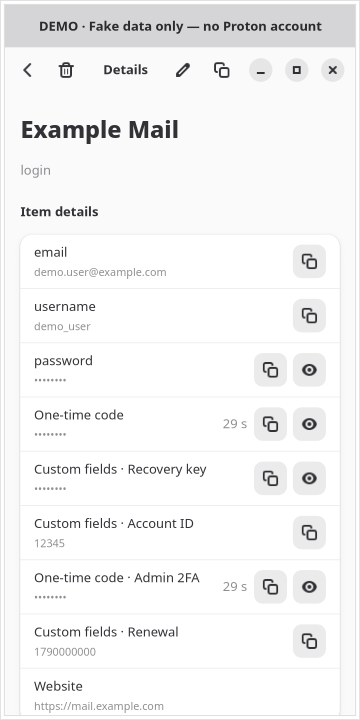 DEMO · Fake data only — no Proton account
Details
Example Mail
login
Item details
email
demo.user@example.com
username
demo_user
password
••••••••
One-time code
••••••••
29 s
Custom fields · Recovery key
••••••••
Custom fields · Account ID
12345
One-time code · Admin 2FA
••••••••
29 s
Custom fields · Renewal
1790000000
Website
https://mail.example.com